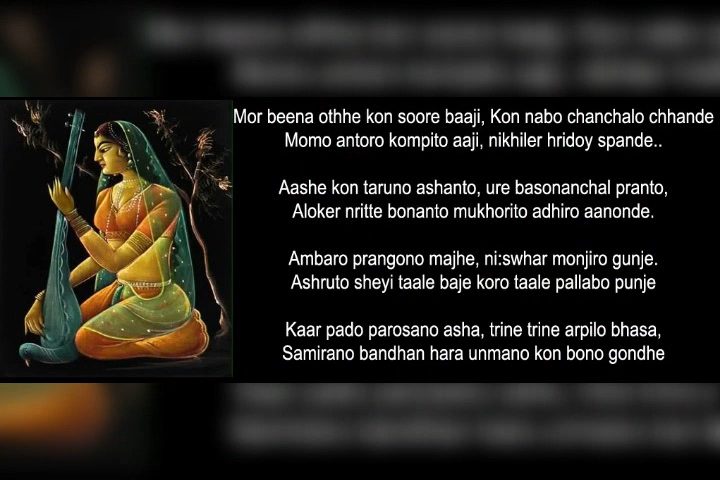 Mor beena othhe kon soore baaji, Kon nabo chanchalo chhande
Momo antoro kompito aaji, nikhiler hridoy spande..
Aashe kon taruno ashanto, ure basonanchal pranto,
Aloker nritte bonanto mukhorito adhiro aanonde.
Ambaro prangono majhe, ni:swhar monjiro gunje.
Ashruto sheyi taale baje koro taale pallabo punje
Kaar pado parosano asha, trine trine arpilo bhasa,
Samirano bandhan hara unmano kon bono gondhe